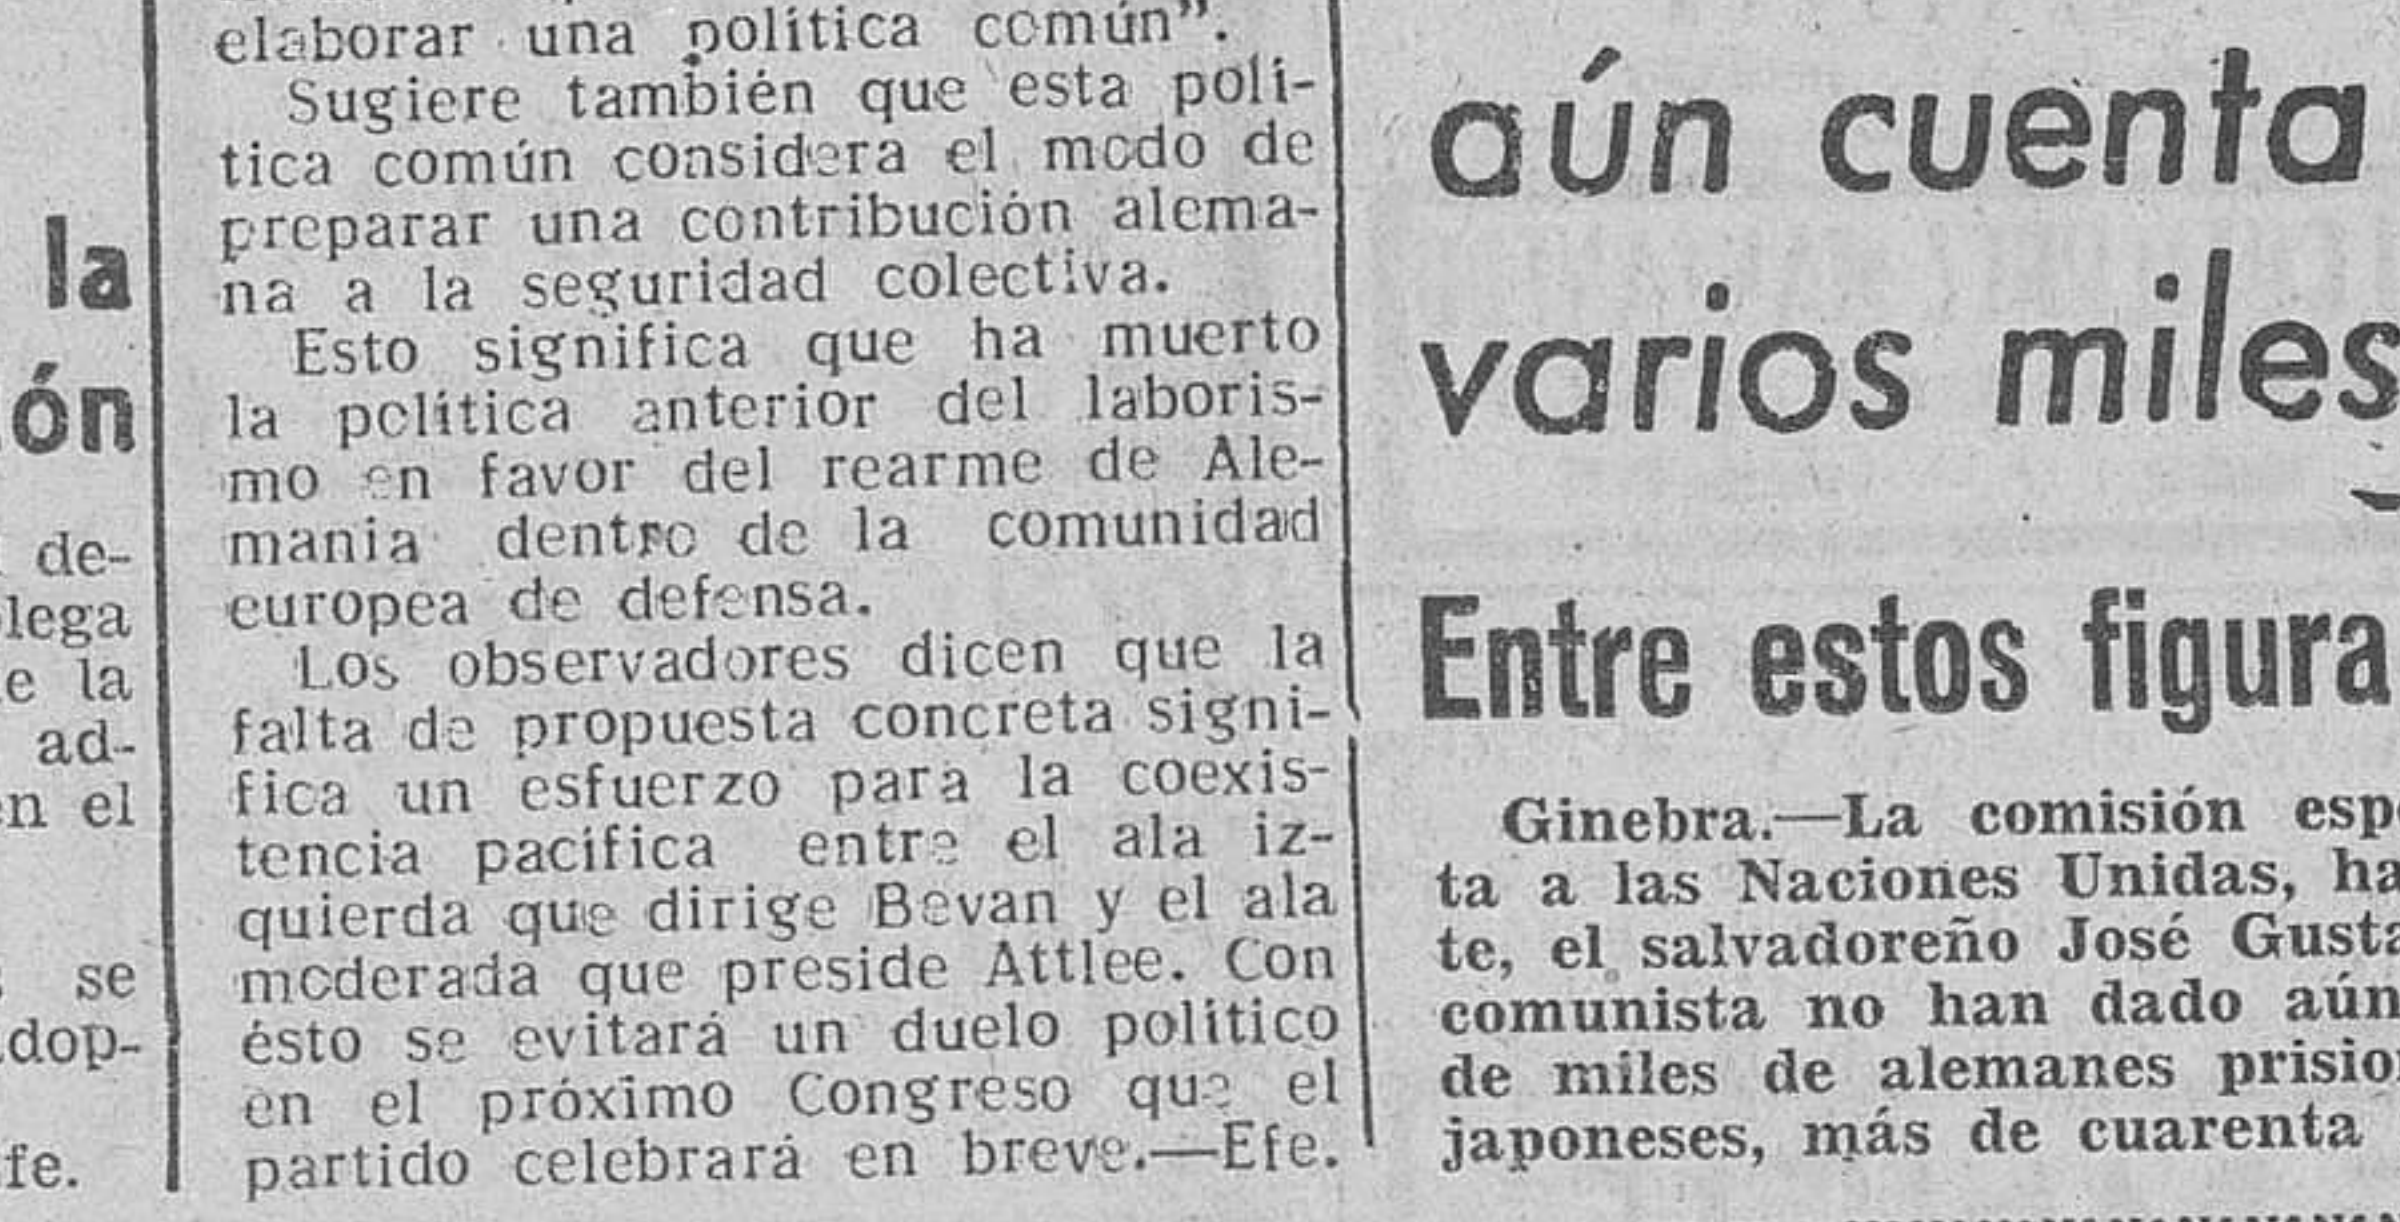 la
ón
de-
lega
e la
ad-
en el
se
dop-
fe.
elaborar una política común".
Sugiere también que esta polí-
tica común considera el modo de
preparar una contribución alema-
na a la seguridad colectiva.
Esto significa que ha muerto
la política anterior del laboris-
mo en favor del rearme de Ale-
mania dentro de la comunidad
europea de defensa.
Los observadores dicen que la
falta de propuesta concreta signi-
fica un esfuerzo para la coexis-
tencia pacífica entre el ala iz-
quierda que dirige Bevan y el ala
moderada que preside Attlee. Con
ésto se evitará un duelo político
en el próximo Congreso que el
partido celebrará en breve.—Efe.
aún cuenta
varios miles
Entre estos figura
Ginebra.—La comisión esp
ta a las Naciones Unidas, ha
te, el salvadoreño José Gusta
comunista no han dado aún
de miles de alemanes prisio
japoneses, más de cuarenta